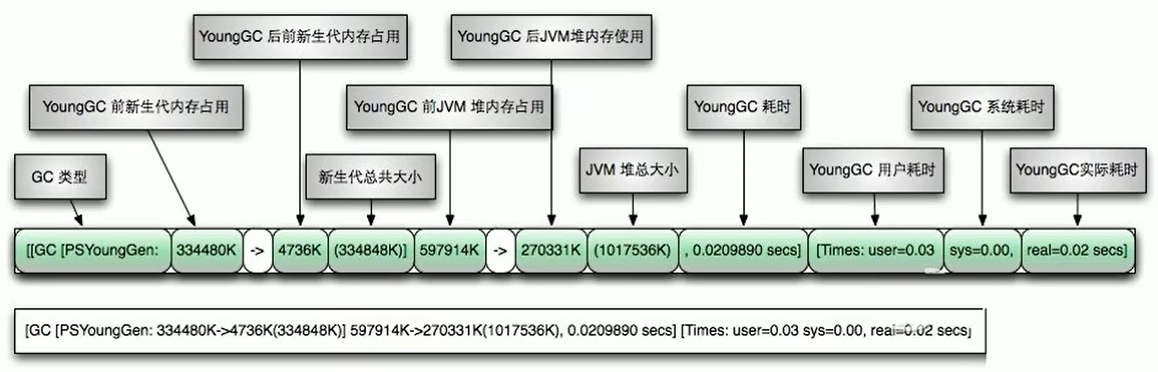 YoungGC 后前新生代内存占用
YoungGC 后JVM堆内存使用
YoungGC 前新生代内存占用
YoungGC 前JVM 堆内存占用
YoungGC 耗时
YoungGC 系统耗时
GC 类型
新生代总共大小
JVM 堆总大小
YoungGC 用户耗时
YoungGC实际耗时
[[GC [PSYoungGen: 334480K -> 4736K (334848K)] 597914K -> 270331K (1017536K) , 0.0209890 secs] [Times: user=0.03 sys=0.00, real=0.02 secs]
[GC [PSYoungGen: 334480K->4736K(334848K)] 597914K->270331K(1017536K), 0.0209890 secs] [Times: user=0.03 sys=0.00, real=0.02 secs]